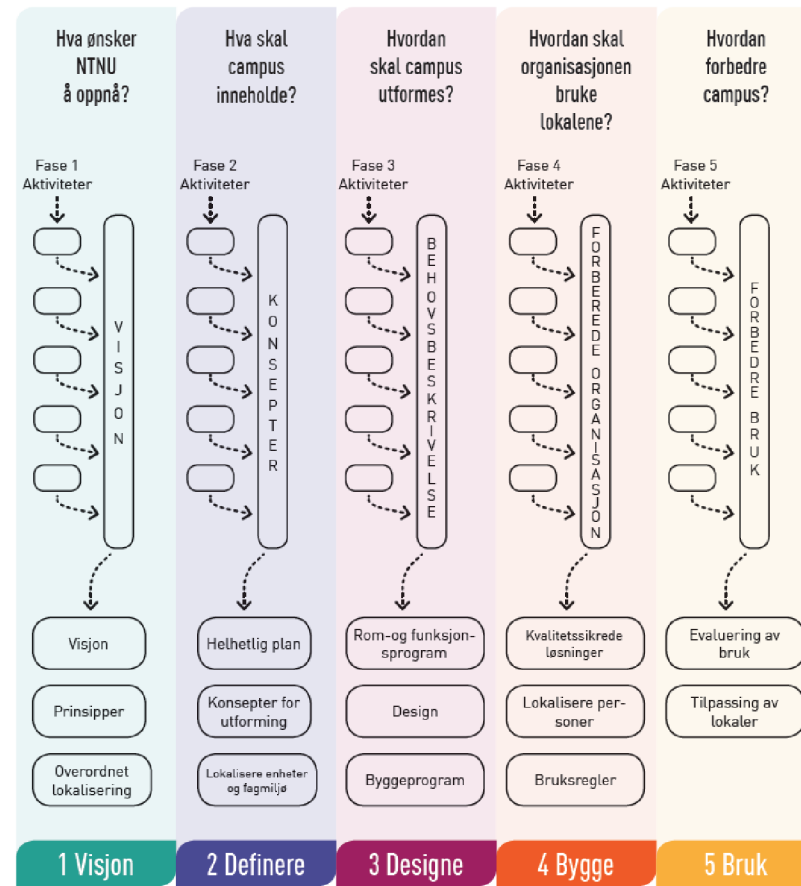 Hva ønsker
NTNU
å oppnå?
Fase 1
Aktiviteter
VISJON
Visjon
Prinsipper
Overordnet
lokalisering
1 Visjon
Hva skal
campus
inneholde?
Fase 2
Aktiviteter
KONSEPTER
Helhetlig plan
Konsepter for
utforming
Lokalisere enheter
og fagmiljø
2 Definere
Hvordan
skal campus
utformes?
Fase 3
Aktiviteter
BEHOVSBESKRIVELSE
Rom-og funksjon-
sprogram
Design
Byggeprogram
3 Designe
Hvordan skal
organisasjonen
bruke
lokalene?
Fase 4
Aktiviteter
FORBEREDE ORGANISASJON
Kvalitetssikrede
løsninger
Lokalisere per-
soner
Bruksregler
4 Bygge
Hvordan
forbedre
campus?
Fase 5
Aktiviteter
FORBEDRE BRUK
Evaluering av
bruk
Tilpassing av
lokaler
5 Bruk